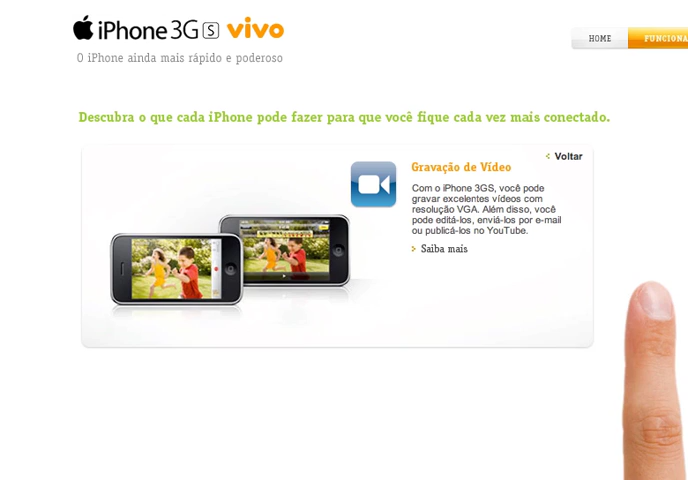 iPhone 3G S vivo
O iPhone ainda mais rápido e poderoso
HOME FUNCIONA
Descubra o que cada iPhone pode fazer para que você fique cada vez mais conectado.
Voltar
Gravação de Vídeo
Com o iPhone 3GS, você pode
gravar excelentes vídeos com
resolução VGA. Além disso, você
pode editá-los, enviá-los por e-mail
ou publicá-los no YouTube.
Saiba mais